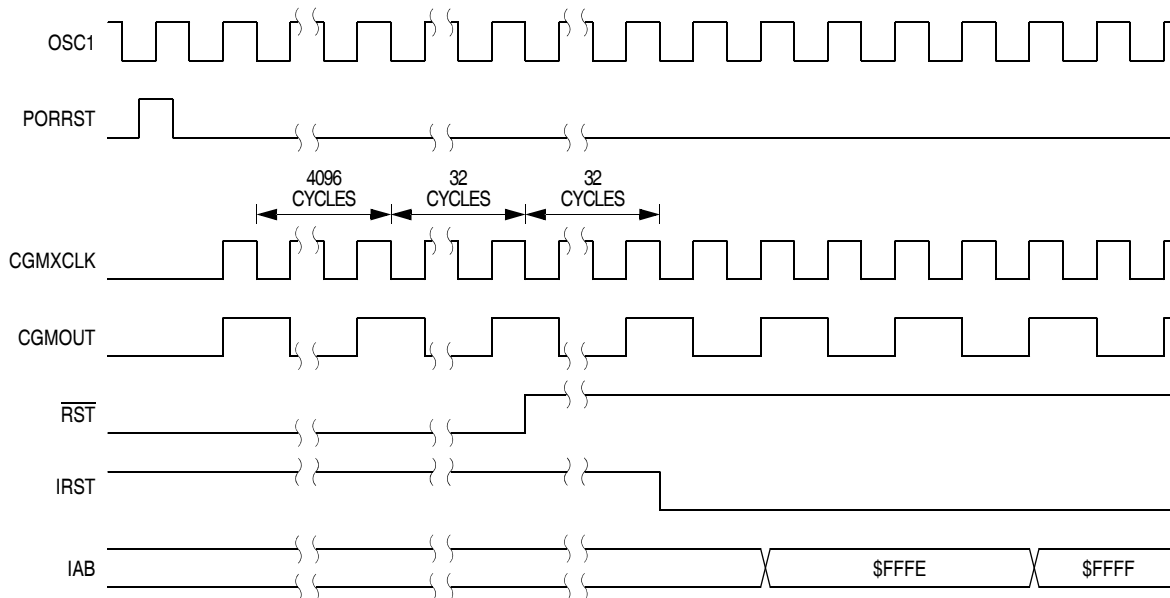 OSC1
PORRST
4096
CYCLES
32
CYCLES
32
CYCLES
CGMXCLK
CGMOUT
RST
IRST
IAB
$FFFE
$FFFF